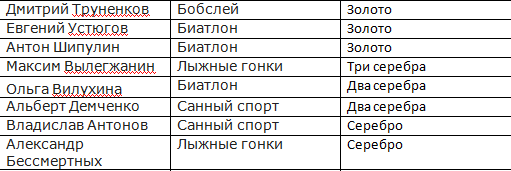 Дмитрий Труненков Бобслей Золото
Евгений Устюгов Биатлон Золото
Антон Шипулин Биатлон Золото
Максим Вылегжанин Лыжные гонки Три серебра
Ольга Вилухина Биатлон Два серебра
Альберт Демченко Санный спорт Два серебра
Владислав Антонов Санный спорт Серебро
Александр Лыжные гонки Серебро
Бессмертных